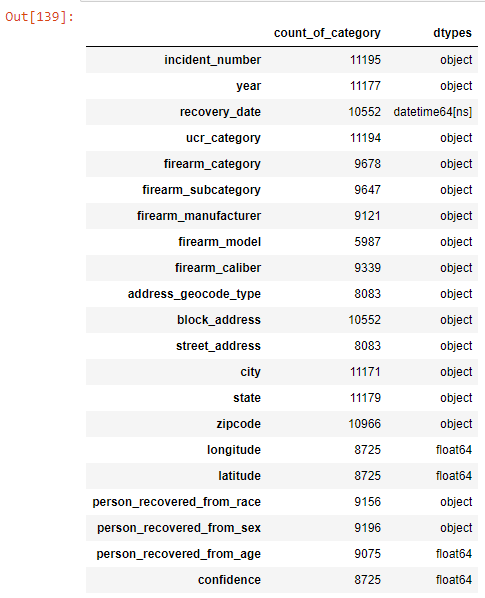 Out[139]:
count_of_category dtypes
incident_number 11195 object
year 11177 object
recovery_date 10552 datetime64[ns]
ucr_category 11194 object
firearm_category 9678 object
firearm_subcategory 9647 object
firearm_manufacturer 9121 object
firearm_model 5987 object
firearm_caliber 9339 object
address_geocode_type 8083 object
block_address 10552 object
street_address 8083 object
city 11171 object
state 11179 object
zipcode 10966 object
longitude 8725 float64
latitude 8725 float64
person_recovered_from_race 9156 object
person_recovered_from_sex 9196 object
person_recovered_from_age 9075 float64
confidence 8725 float64